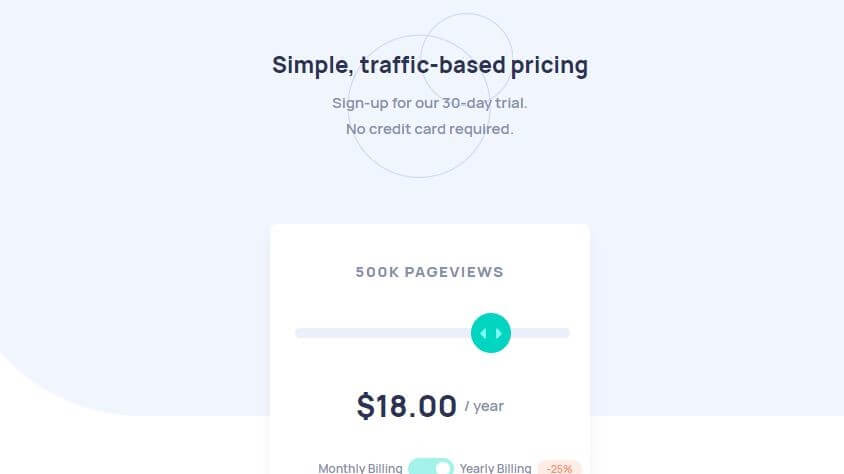 Simple, traffic-based pricing
Sign-up for our 30-day trial.
No credit card required.
500K PAGEVIEWS
$18.00 / year
Monthly Billing Yearly Billing -25%